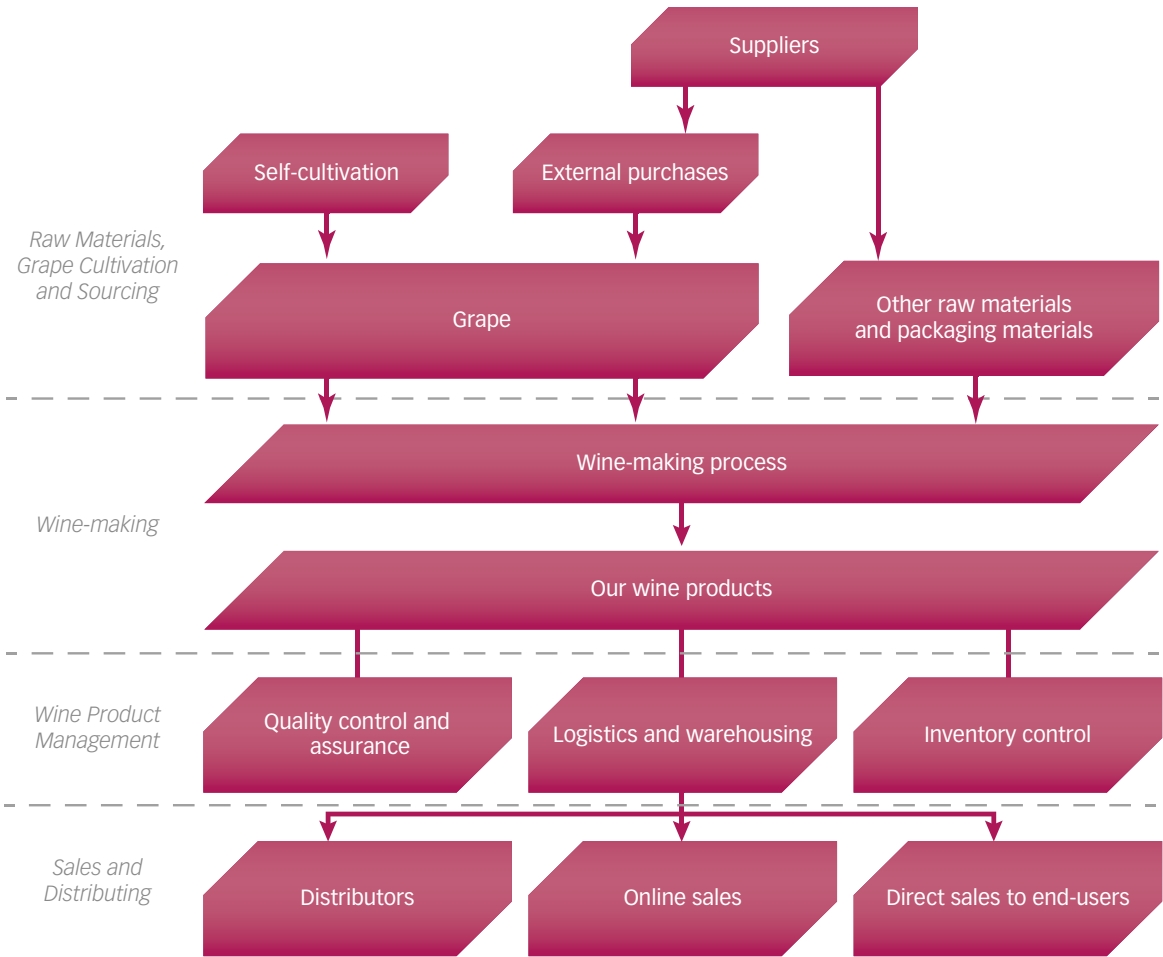 Suppliers
Self-cultivation
External purchases
Raw Materials,
Grape Cultivation
and Sourcing
Grape
Other raw materials
and packaging materials
Wine-making process
Wine-making
Our wine products
Wine Product
Management
Quality control and
assurance
Logistics and warehousing
Inventory control
Sales and
Distributing
Distributors
Online sales
Direct sales to end-users